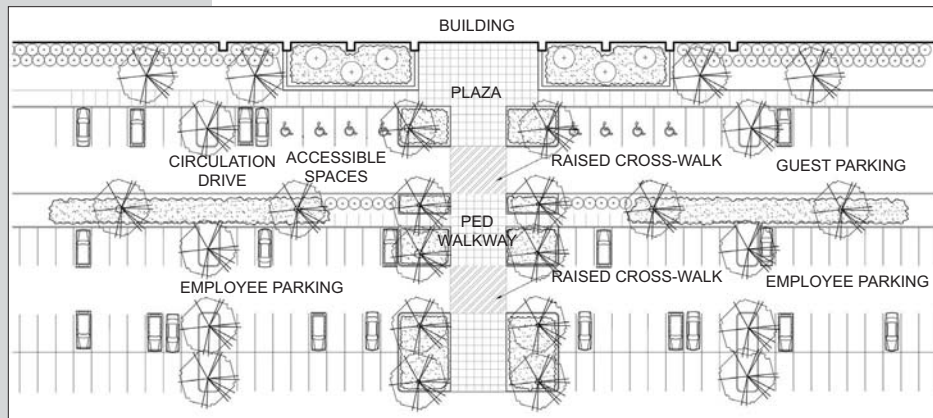 BUILDING
PLAZA
CIRCULATION
DRIVE
ACCESSIBLE
SPACES
RAISED CROSS-WALK
GUEST PARKING
PED
WALKWAY
EMPLOYEE PARKING
RAISED CROSS-WALK
EMPLOYEE PARKING